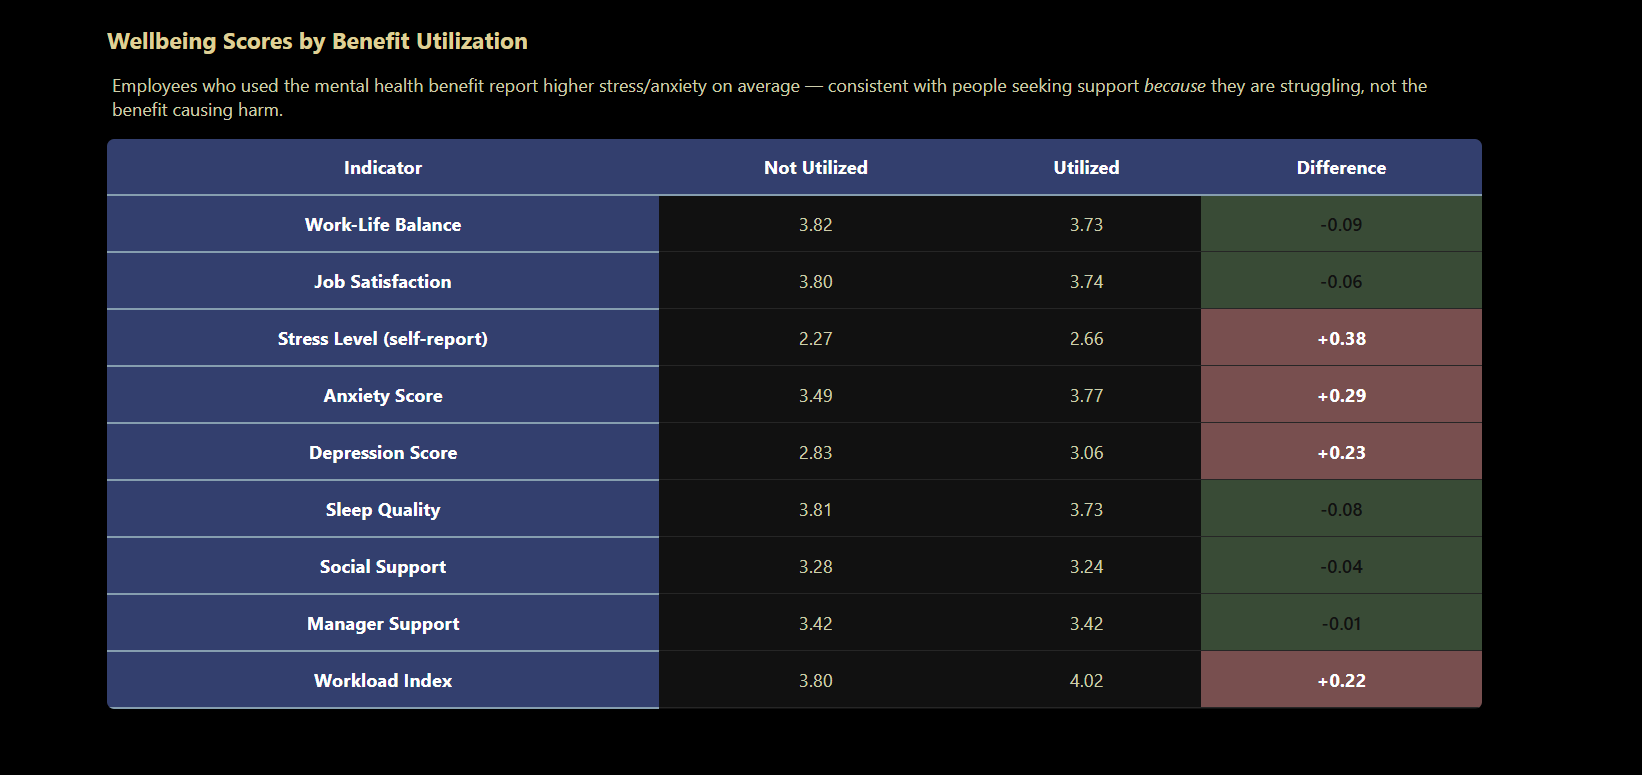 Wellbeing Scores by Benefit Utilization
Employees who used the mental health benefit report higher stress/anxiety on average — consistent with people seeking support because they are struggling, not the
benefit causing harm.
Indicator Not Utilized Utilized Difference
Work-Life Balance 3.82 3.73 -0.09
Job Satisfaction 3.80 3.74 -0.06
Stress Level (self-report) 2.27 2.66 +0.38
Anxiety Score 3.49 3.77 +0.29
Depression Score 2.83 3.06 +0.23
Sleep Quality 3.81 3.73 -0.08
Social Support 3.28 3.24 -0.04
Manager Support 3.42 3.42 -0.01
Workload Index 3.80 4.02 +0.22